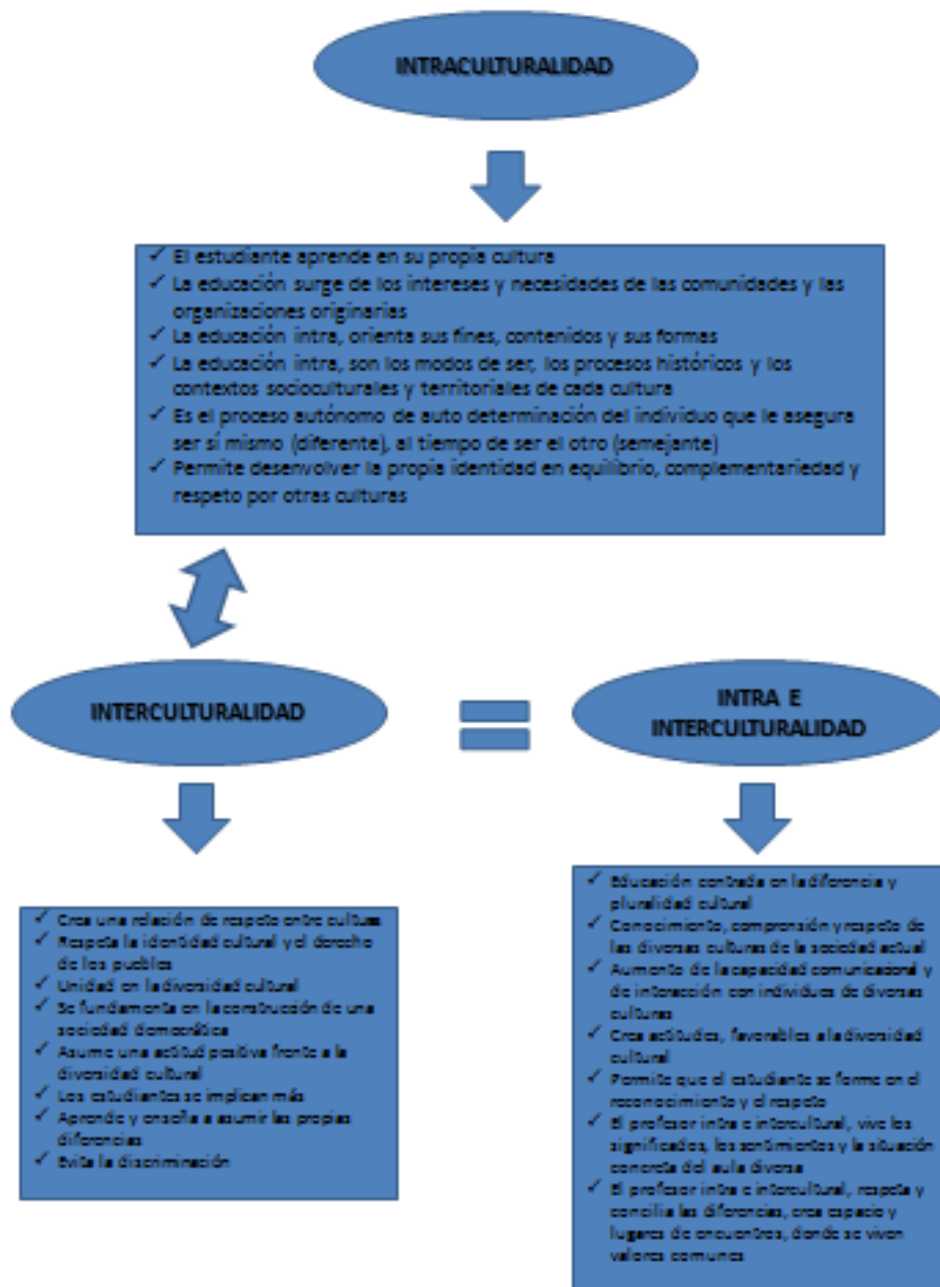 INTRACULTURALIDAD
✓ El estudiante aprende en su propia cultura
✓ La educación surge de los intereses y necesidades de las comunidades y las
organizaciones originarias
✓ La educación intra, orienta sus fines, contenidos y sus formas
✓ La educación intra, son los modos de ser, los procesos históricos y los
contextos socioculturales y territoriales de cada cultura
✓ Es el proceso autónomo de auto determinación del individuo que le asegura
ser sí mismo (diferente), al tiempo de ser el otro (semejante)
✓ Permite desenvolver la propia identidad en equilibrio, complementariedad y
respeto por otras culturas
INTERCULTURALIDAD
✓ Crea una relación de respeto entre cultura
✓ Respeta la identidad cultural y el derecho
de los pueblos
✓ Unidad en la diversidad cultural
✓ Se fundamenta en la construcción de una
sociedad democrática
✓ Asume una actitud positiva frente a la
diversidad cultural
✓ Los estudiantes se implican más
✓ Aprende y enseña a asumir las propias
diferencias
✓ Evita la discriminación
INTRA E
INTERCULTURALIDAD
✓ Educación centrada en la diferencia y
pluralidad cultural
✓ Conocimiento, comprensión y respeto de
las diversas culturas de la sociedad actual
✓ Aumento de la capacidad comunicacional y
de interacción con individuos de diversas
culturas
✓ Crea actitudes, favorables a la diversidad
cultural
✓ Permite que el estudiante se forme en el
reconocimiento y el respeto
✓ El profesor intra e intercultural, vive los
significados, los sentimientos y la situación
concreta del aula diversa
✓ El profesor intra e intercultural, respeta y
concilia las diferencias, crea espacio y
lugares de encuentros, donde se viven
valores comunes